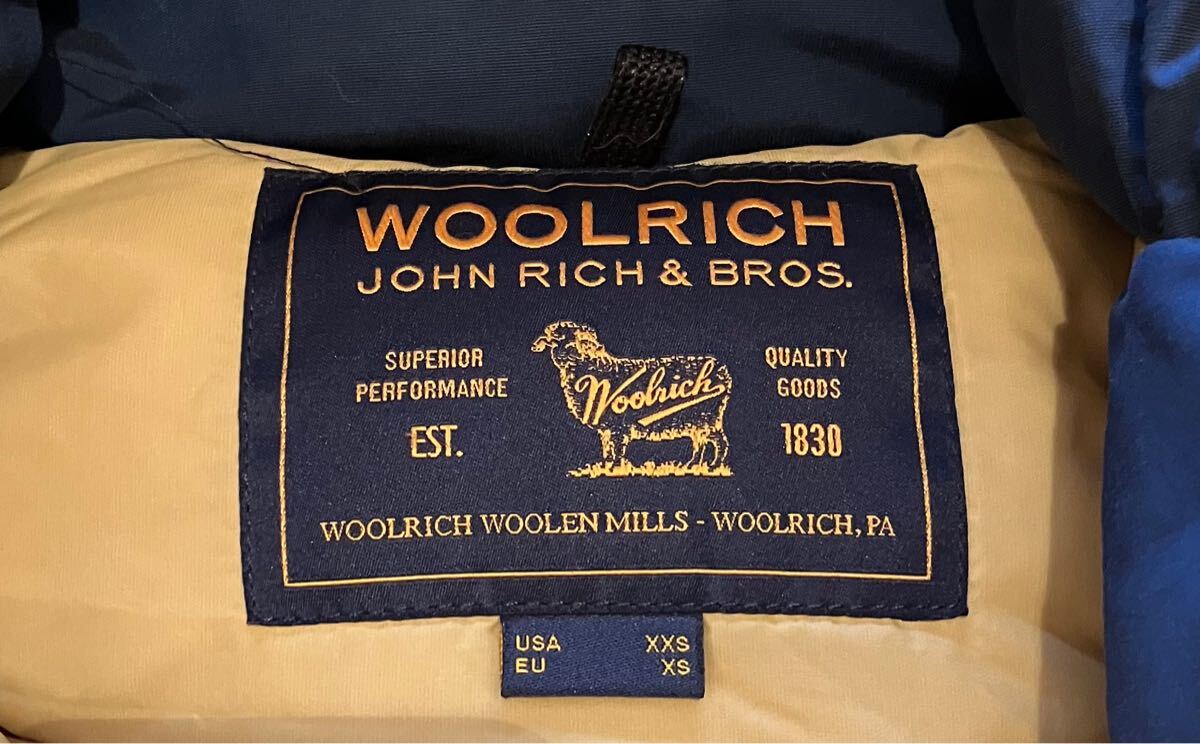 WOOLRICH
JOHN RICH & BROS.
SUPERIOR
PERFORMANCE
EST.
Woolrich
QUALITY
GOODS
1830
WOOLRICH WOOLEN MILLS - WOOLRICH, PA
USA XXS
EU XS